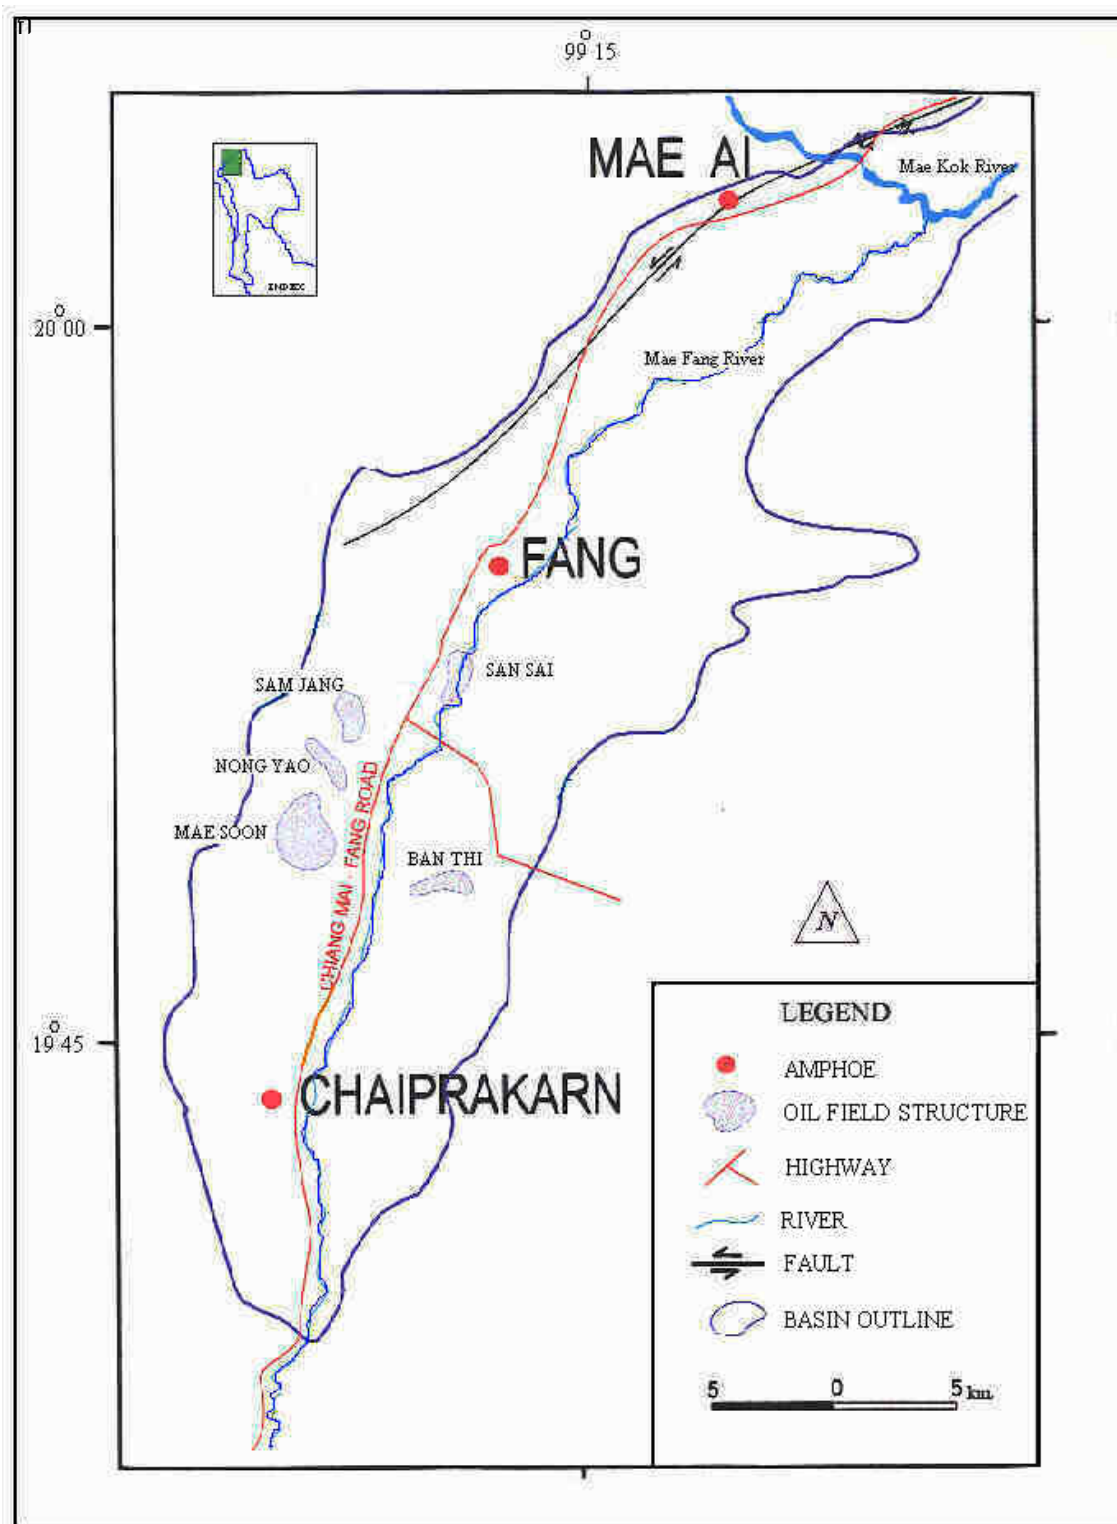 99° 15
MAE AI
Mae Kok River
INDEX
20° 00
Mae Fang River
FANG
SAN SAI
SAM JANG
NONG YAO
MAE SOON
CHIANG MAI - FANG ROAD
BAN THI
N
19° 45
CHAIPRAKARN
LEGEND
AMPHOE
OIL FIELD STRUCTURE
HIGHWAY
RIVER
FAULT
BASIN OUTLINE
5 0 5 km.